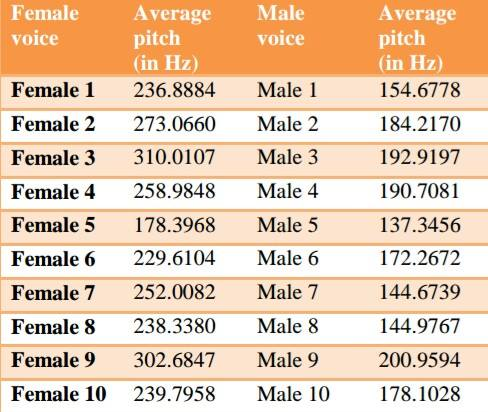 Female voice Average pitch (in Hz) Male voice Average pitch (in Hz)
Female 1 236.8884 Male 1 154.6778
Female 2 273.0660 Male 2 184.2170
Female 3 310.0107 Male 3 192.9197
Female 4 258.9848 Male 4 190.7081
Female 5 178.3968 Male 5 137.3456
Female 6 229.6104 Male 6 172.2672
Female 7 252.0082 Male 7 144.6739
Female 8 238.3380 Male 8 144.9767
Female 9 302.6847 Male 9 200.9594
Female 10 239.7958 Male 10 178.1028